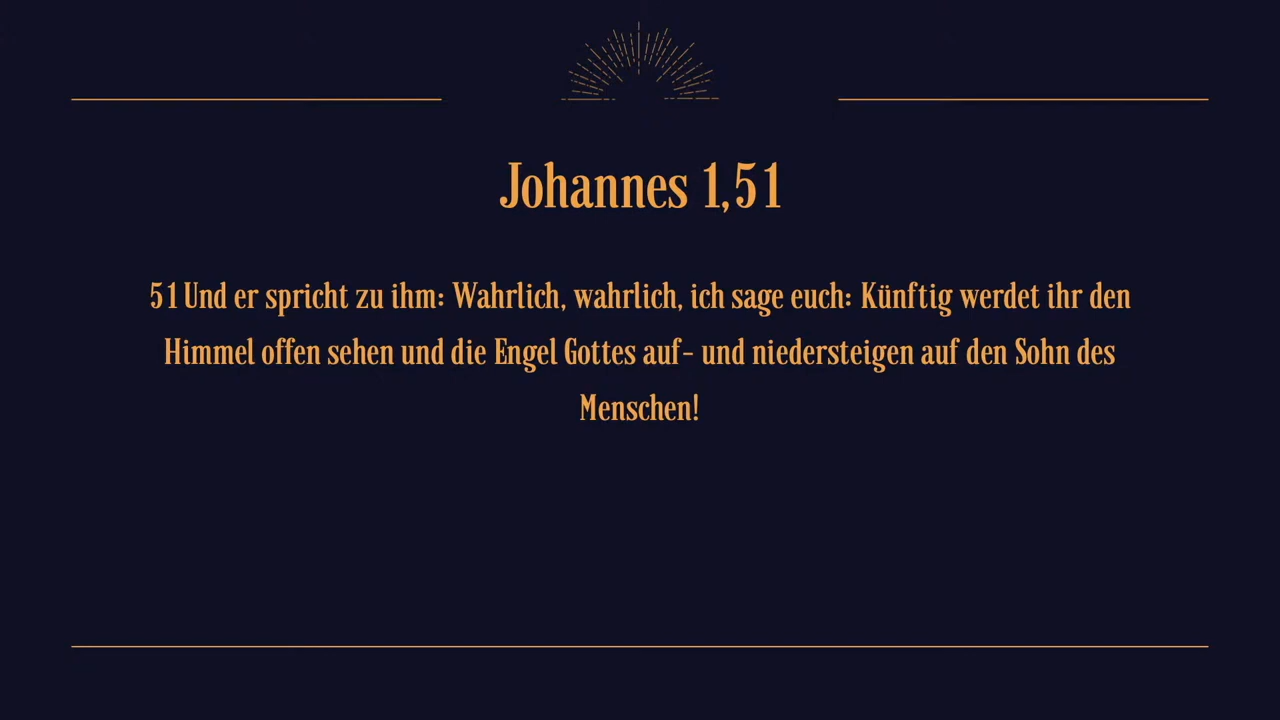 Johannes 1,51
51 Und er spricht zu ihm: Wahrlich, wahrlich, ich sage euch: Künftig werdet ihr den
Himmel offen sehen und die Engel Gottes auf- und niedersteigen auf den Sohn des
Menschen!